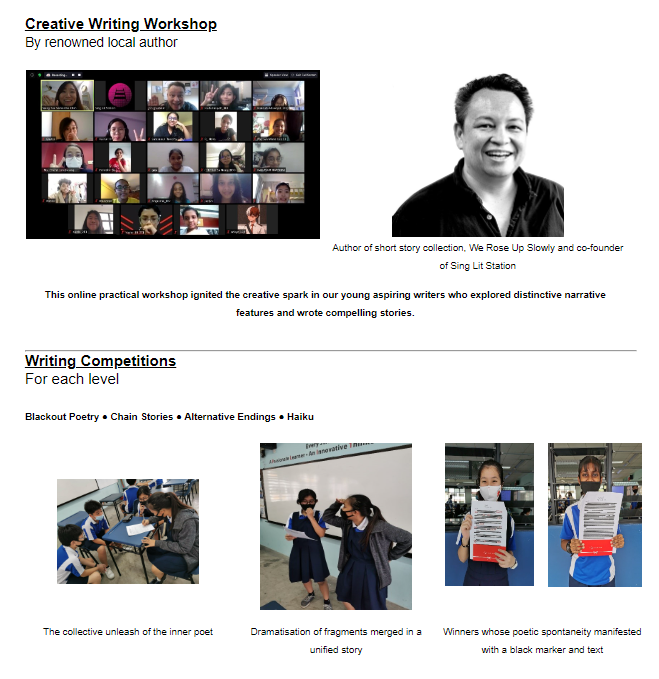 Creative Writing Workshop
By renowned local author
Author of short story collection, We Rose Up Slowly and co-founder
of Sing Lit Station
This online practical workshop ignited the creative spark in our young aspiring writers who explored distinctive narrative
features and wrote compelling stories.
Writing Competitions
For each level
Blackout Poetry ● Chain Stories ● Alternative Endings ● Haiku
The collective unleash of the inner poet
Dramatisation of fragments merged in a
unified story
Winners whose poetic spontaneity manifested
with a black marker and text